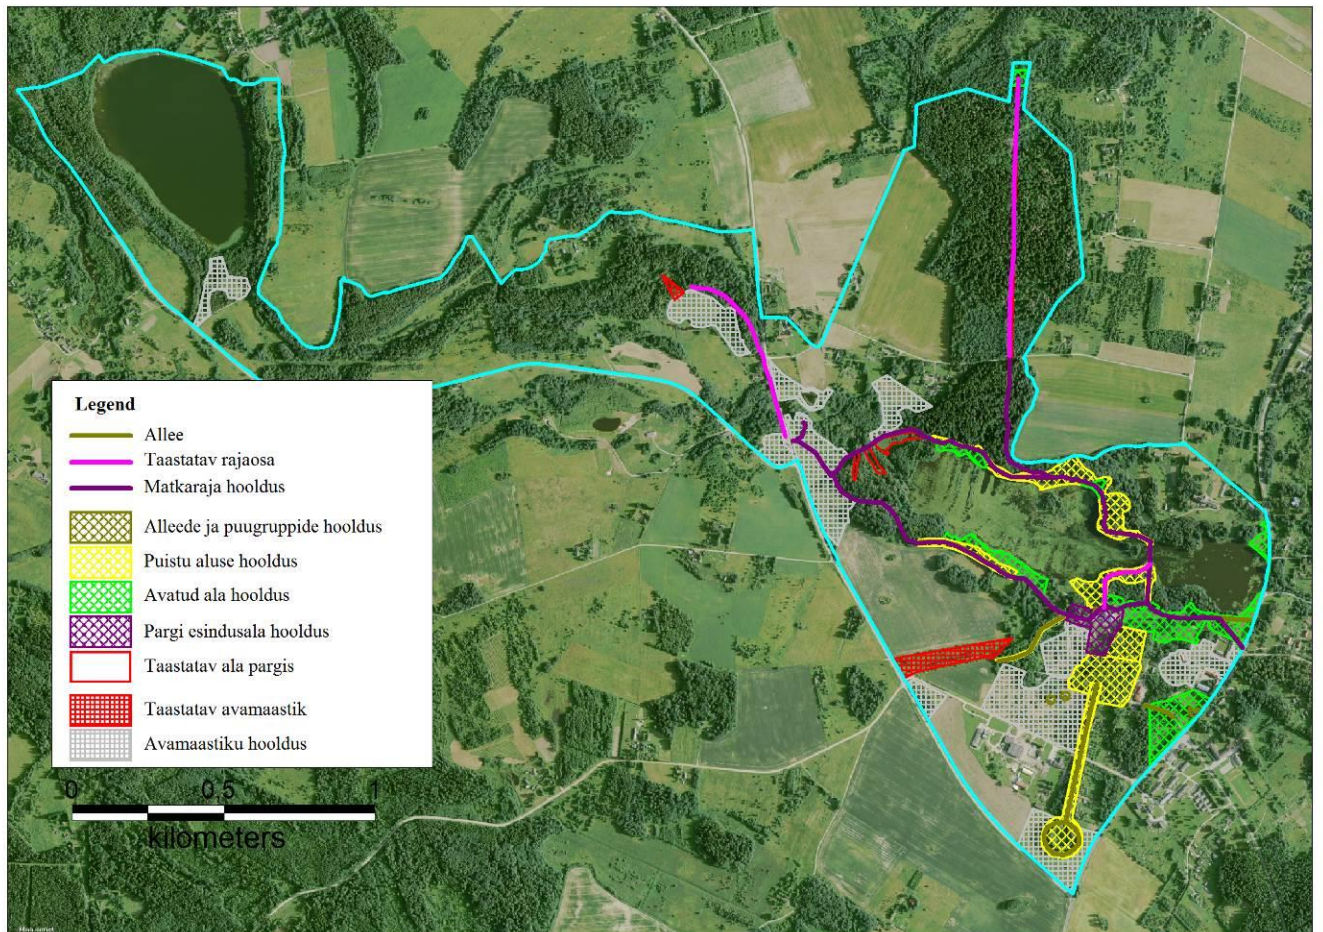 Legend
Allee
Taastatav rajaosa
Matkaraja hooldus
Alleede ja puugruppide hooldus
Puistu aluse hooldus
Avatud ala hooldus
Pargi esindusala hooldus
Taastatav ala pargis
Taastatav avamaastik
Avamaastiku hooldus
0 0.5 1
kilometers